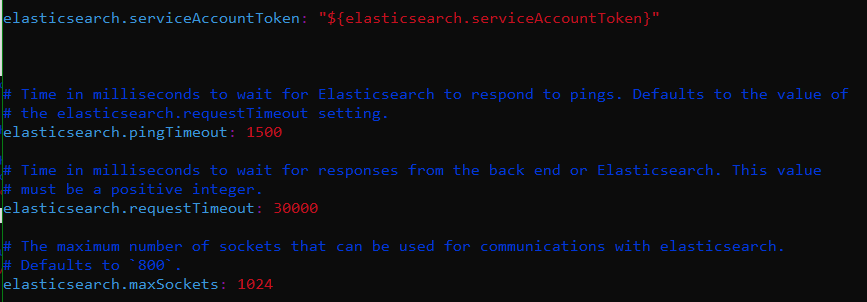 elasticsearch.serviceAccountToken: "${elasticsearch.serviceAccountToken}"
# Time in milliseconds to wait for Elasticsearch to respond to pings. Defaults to the value of
# the elasticsearch.requestTimeout setting.
elasticsearch.pingTimeout: 1500
# Time in milliseconds to wait for responses from the back end or Elasticsearch. This value
# must be a positive integer.
elasticsearch.requestTimeout: 30000
# The maximum number of sockets that can be used for communications with elasticsearch.
# Defaults to `800`.
elasticsearch.maxSockets: 1024